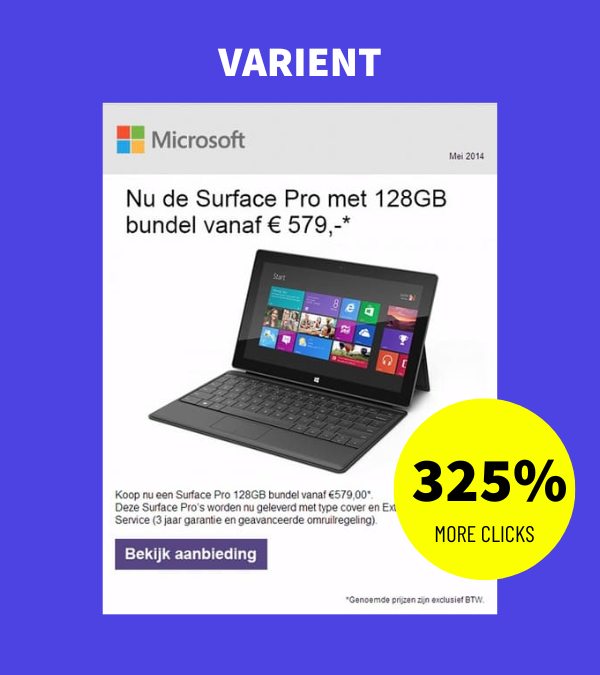 VARIENT
Microsoft
Mei 2014
Nu de Surface Pro met 128GB
bundel vanaf € 579,-*
Start
Koop nu een Surface Pro 128GB bundel vanaf €579,00*.
Deze Surface Pro's worden nu geleverd met type cover en
Service (3 jaar garantie en geavanceerde omruilregeling).
325%
MORE CLICKS
Bekijk aanbieding
*Genoemde prijzen zijn exclusief BTW.